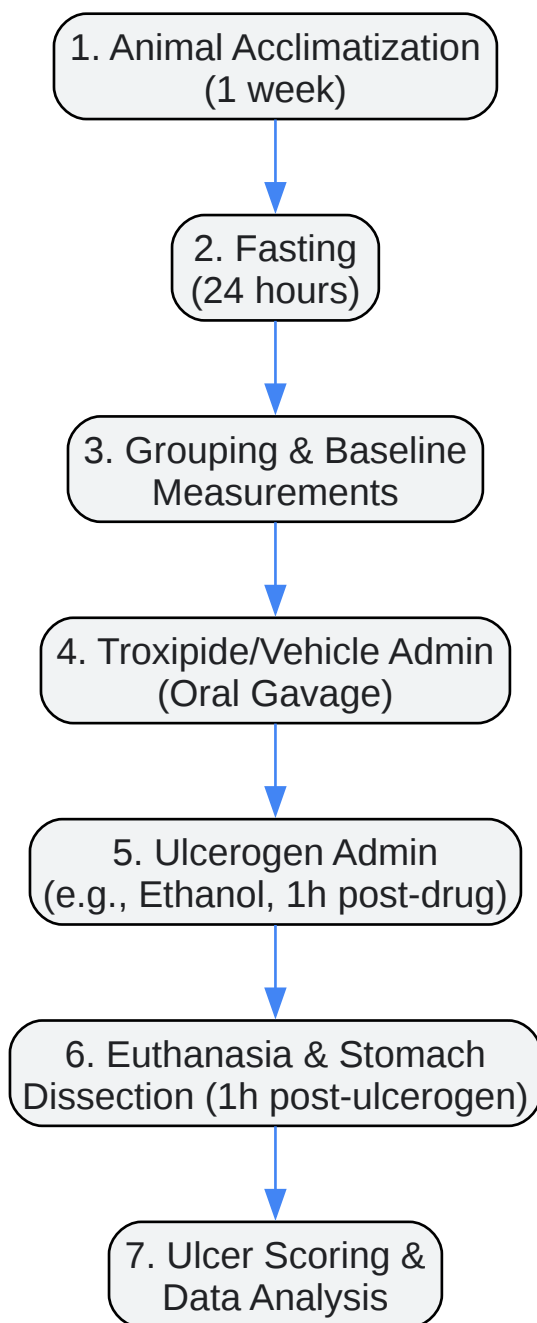 1. Animal Acclimatization
(1 week)
2. Fasting
(24 hours)
3. Grouping & Baseline
Measurements
4. Troxipide/Vehicle Admin
(Oral Gavage)
5. Ulcerogen Admin
(e.g., Ethanol, 1h post-drug)
6. Euthanasia & Stomach
Dissection (1h post-ulcerogen)
7. Ulcer Scoring &
Data Analysis